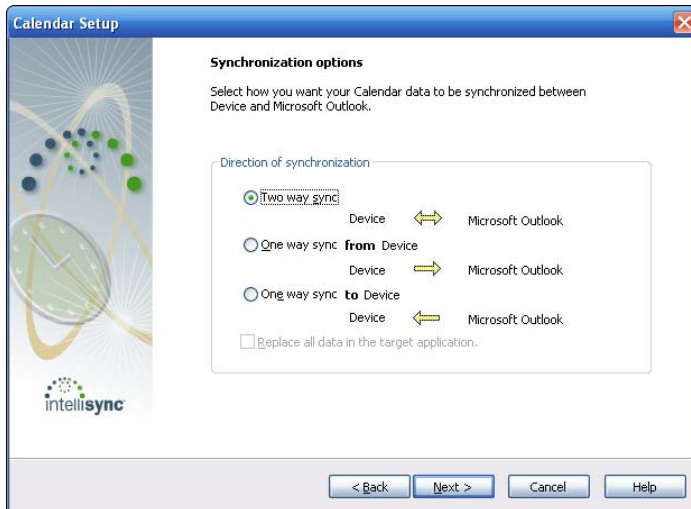 Calendar Setup
Synchronization options
Select how you want your Calendar data to be synchronized between
Device and Microsoft Outlook.
Direction of synchronization
Two way sync
Device Microsoft Outlook
One way sync from Device
Device Microsoft Outlook
One way sync to Device
Device Microsoft Outlook
Replace all data in the target application.
intellisync
< Back Next > Cancel Help